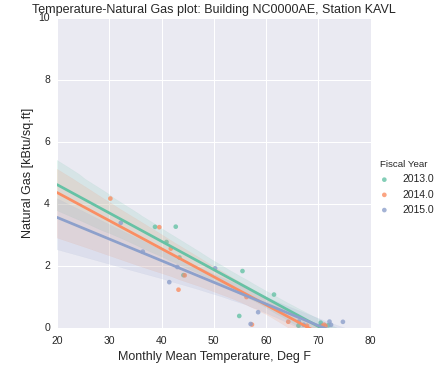 Temperature-Natural Gas plot: Building NC0000AE, Station KAVL
10
8
6
4
2
0
Natural Gas [kBtu/sq.ft]
20 30 40 50 60 70 80
Monthly Mean Temperature, Deg F
Fiscal Year
2013.0
2014.0
2015.0